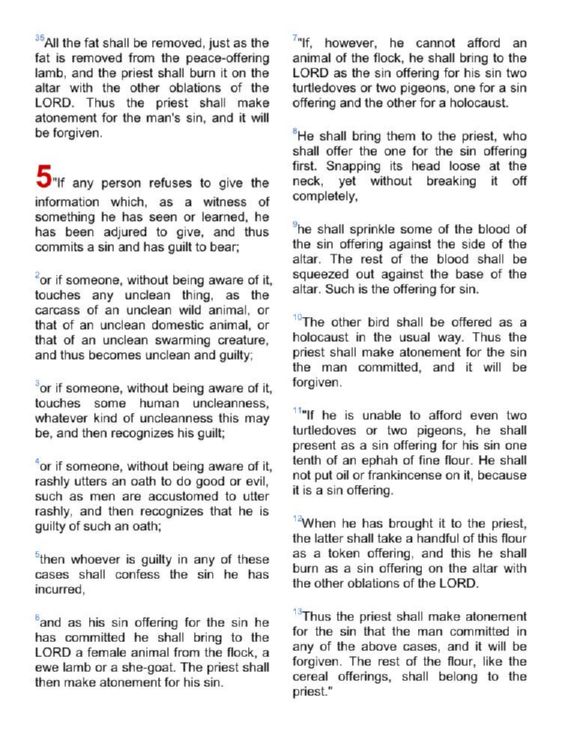 35All the fat shall be removed, just as the
fat is removed from the peace-offering
lamb, and the priest shall burn it on the
altar with the other oblations of the
LORD. Thus the priest shall make
atonement for the man's sin, and it will
be forgiven.
5"If any person refuses to give the
information which, as a witness of
something he has seen or learned, he
has been adjured to give, and thus
commits a sin and has guilt to bear;
2or if someone, without being aware of it,
touches any unclean thing, as the
carcass of an unclean wild animal, or
that of an unclean domestic animal, or
that of an unclean swarming creature,
and thus becomes unclean and guilty;
3or if someone, without being aware of it,
touches some human uncleanness,
whatever kind of uncleanness this may
be, and then recognizes his guilt;
4or if someone, without being aware of it,
rashly utters an oath to do good or evil,
such as men are accustomed to utter
rashly, and then recognizes that he is
guilty of such an oath;
5then whoever is guilty in any of these
cases shall confess the sin he has
incurred,
6and as his sin offering for the sin he
has committed he shall bring to the
LORD a female animal from the flock, a
ewe lamb or a she-goat. The priest shall
then make atonement for his sin.
7"If, however, he cannot afford an
animal of the flock, he shall bring to the
LORD as the sin offering for his sin two
turtledoves or two pigeons, one for a sin
offering and the other for a holocaust.
8He shall bring them to the priest, who
shall offer the one for the sin offering
first. Snapping its head loose at the
neck, yet without breaking it off
completely,
9he shall sprinkle some of the blood of
the sin offering against the side of the
altar. The rest of the blood shall be
squeezed out against the base of the
altar. Such is the offering for sin.
10The other bird shall be offered as a
holocaust in the usual way. Thus the
priest shall make atonement for the sin
the man committed, and it will be
forgiven.
11"If he is unable to afford even two
turtledoves or two pigeons, he shall
present as a sin offering for his sin one
tenth of an ephah of fine flour. He shall
not put oil or frankincense on it, because
it is a sin offering.
12When he has brought it to the priest,
the latter shall take a handful of this flour
as a token offering, and this he shall
burn as a sin offering on the altar with
the other oblations of the LORD.
13Thus the priest shall make atonement
for the sin that the man committed in
any of the above cases, and it will be
forgiven. The rest of the flour, like the
cereal offerings, shall belong to the
priest."